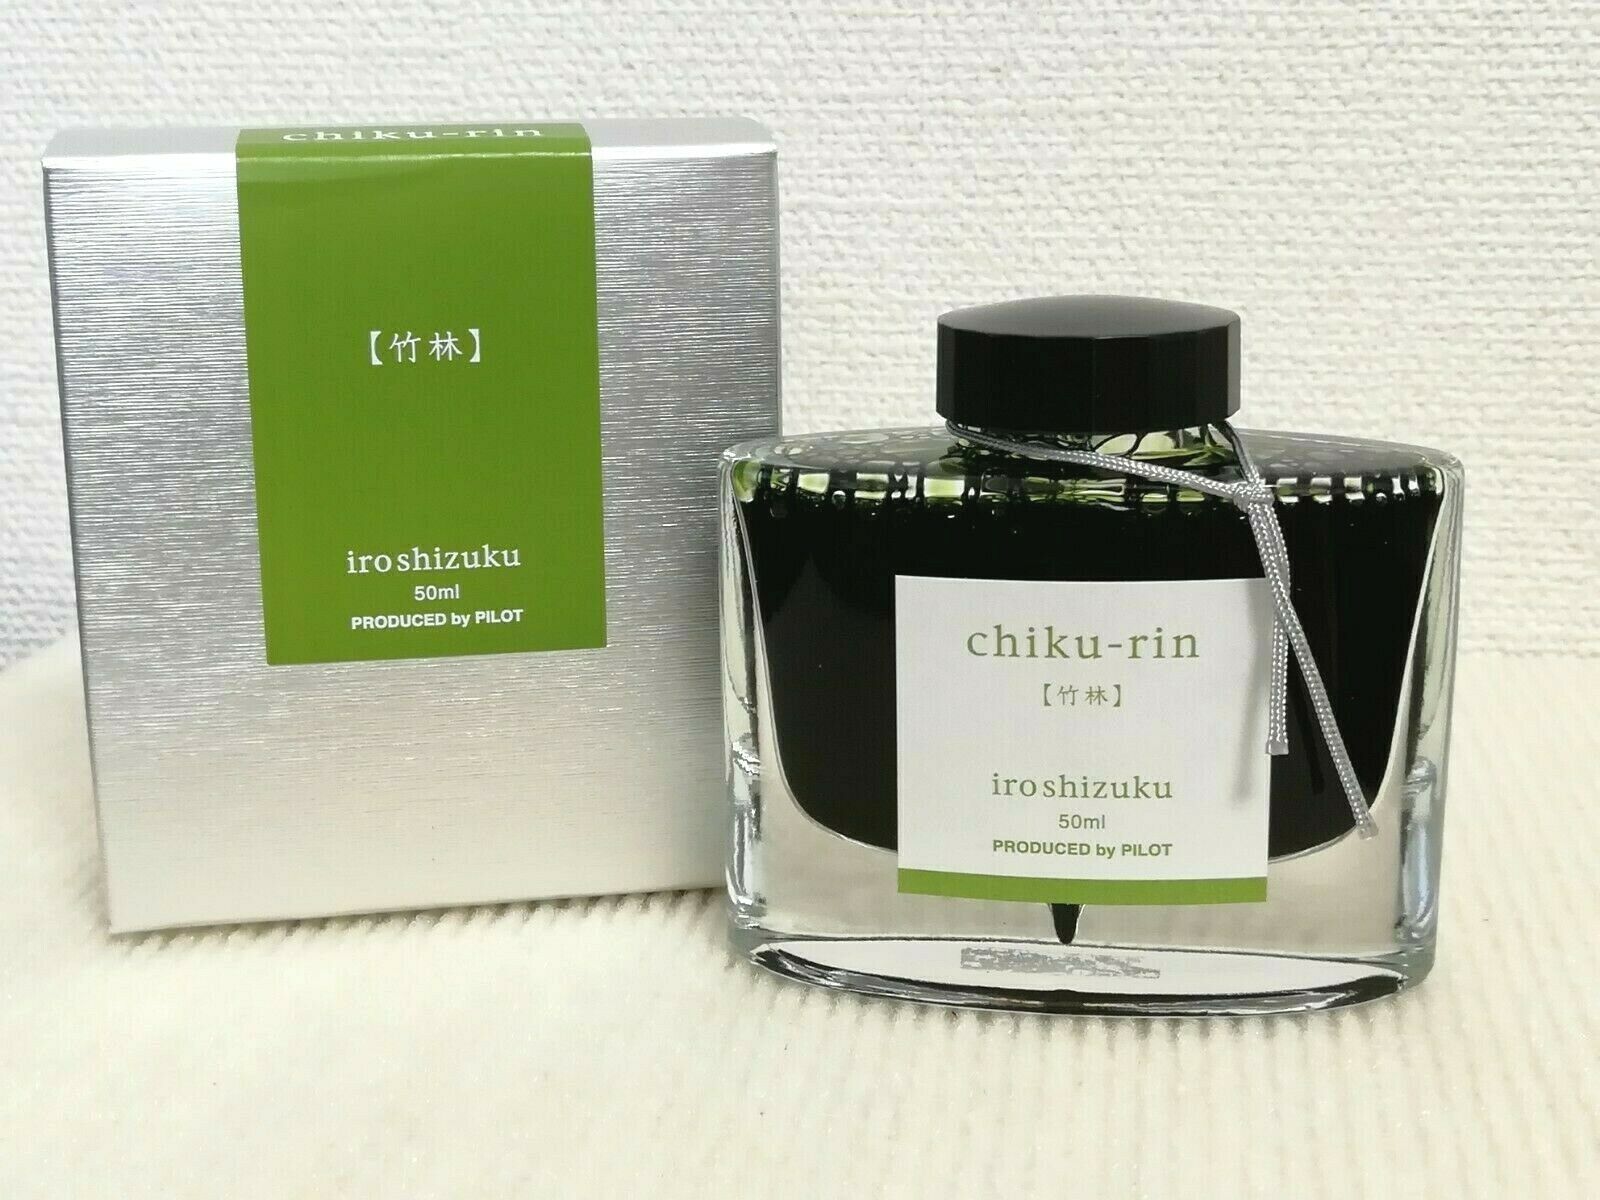 chiku-rin
【竹林】
iroshizuku
50ml
PRODUCED by PILOT
chiku-rin
【竹林】
iroshizuku
50ml
PRODUCED by PILOT